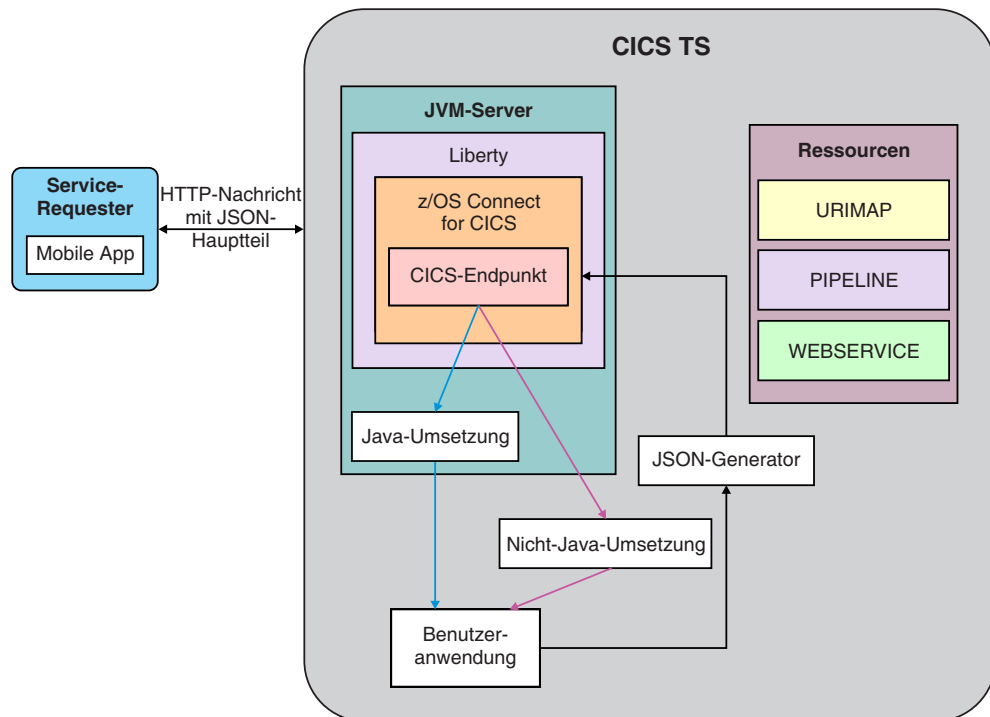 CICS TS
JVM-Server
Liberty
z/OS Connect
for CICS
CICS-Endpunkt
Service-
Requester
Mobile App
HTTP-Nachricht
mit JSON-
Hauptteil
Ressourcen
URIMAP
PIPELINE
WEBSERVICE
Java-Umsetzung
JSON-Generator
Nicht-Java-Umsetzung
Benutzer-
anwendung